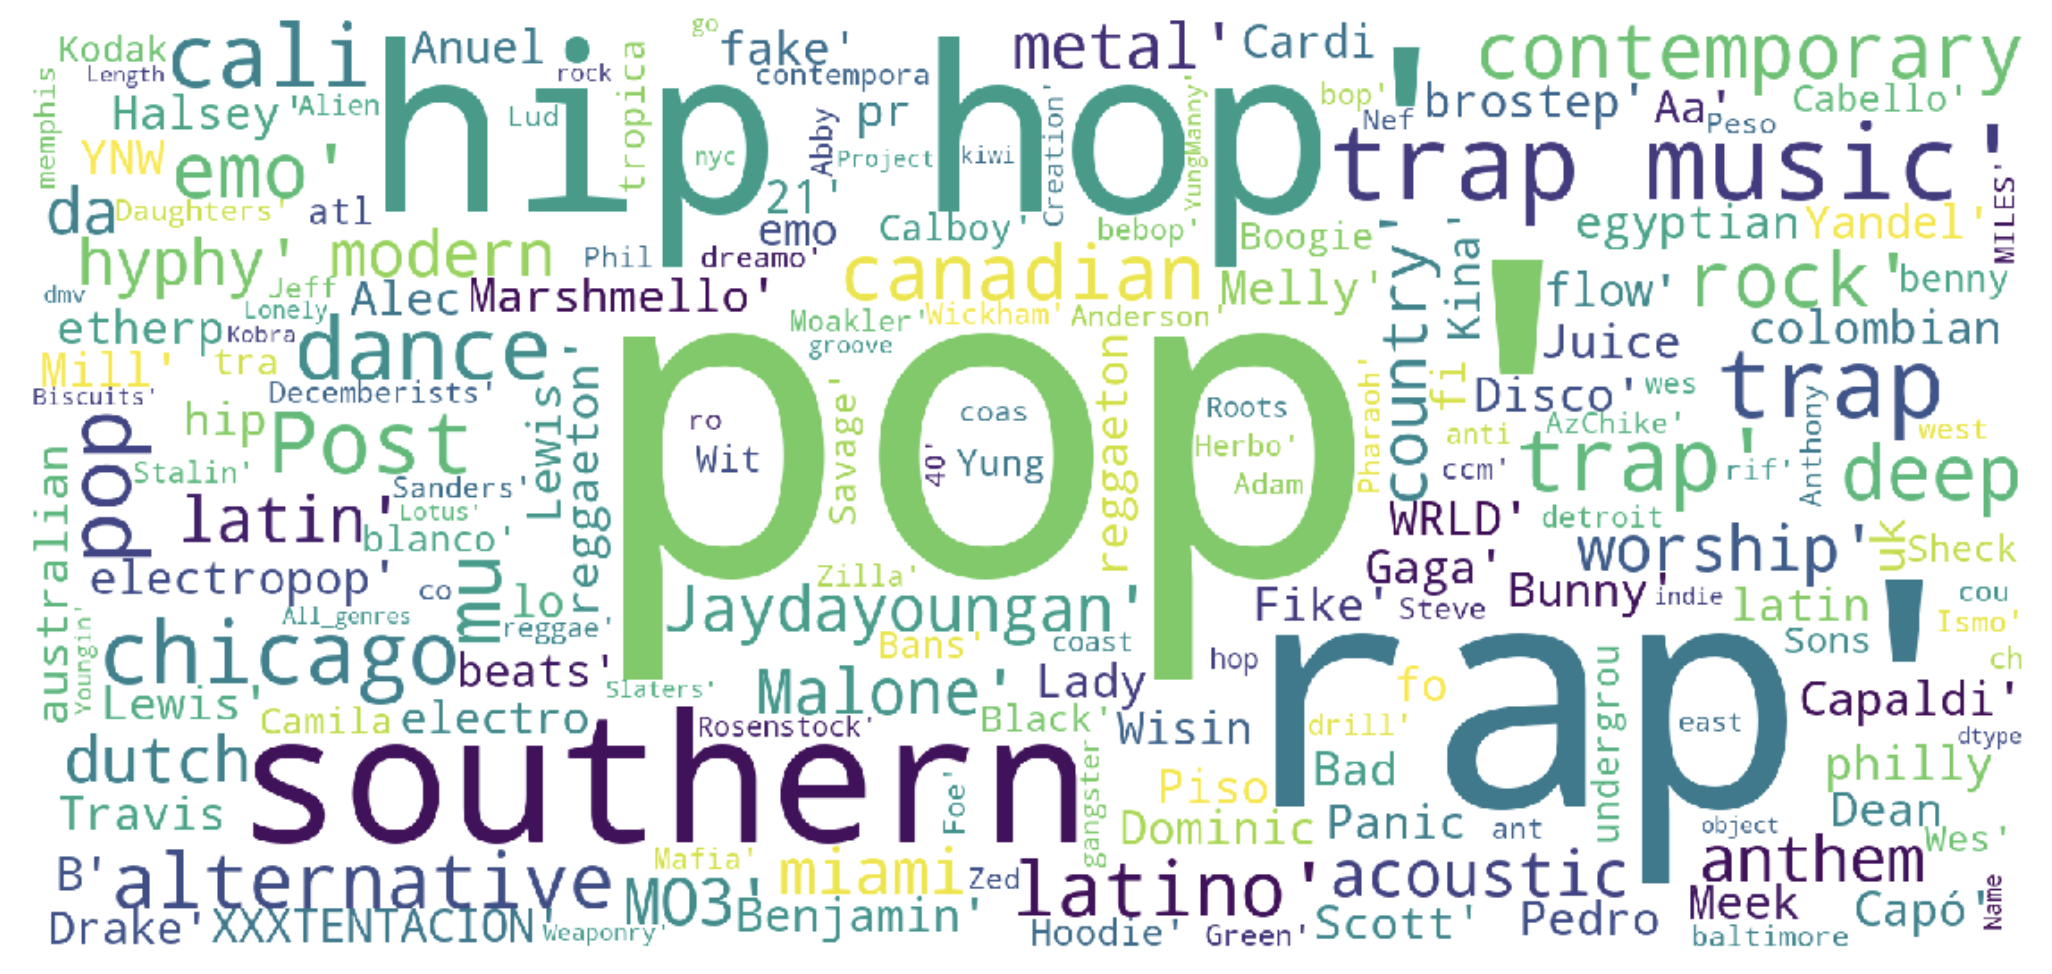 Kodak
cali
Anuel
rock
tropica
go
fake'
metal'
Cardi
contemporary
Length
contempora
memphis
Halsey
'Alien
hip hop'
Lud
Abby
pr
Creation'
YungManny'
bop'
Nef
brostep'
Aa'
Peso
Cabello'
YNW
emo'
nyc
Project
kiwi
trap music'
MILES'
da
Daughters'
atl
21
emo
Calboy'
bebop'
Boogie
country'
Kina'
egyptian
Yandel'
hyphy'
modern
Phil
dreamo'
canadian
Melly'
flow'
rock'
benny
dmv
Jeff
Lonely
Alec
Marshmello'
Moakler'
Wickham'
Anderson'
etherp
Kobra
dance
groove
Juice
colombian
Mill'
tra
Biscuits'
Decemberists'
Lewis
reggaeton'
pop'
Savage'
reggaeton
Pharaoh'
fi
Disco'
wes
trap
pop
hip
Post
ro
Wit
coas
40'
Yung
Roots
Herbo'
Adam
anti
AzChike'
Anthony
west
Stalin'
Sanders'
ccm'
trap'
rif'
deep
australian
latin'
Lotus'
blanco'
WRLD'
detroit
worship'
uk
Sheck
electropop'
co
mu
lo
Zilla'
Gaga'
Bunny'
indie
latin
cou
Youngin'
All_genres
reggae'
Jaydayoungan'
Fike'
Steve
Ismo'
chicago
beats'
Bans'
coast
hop
rap'
Sons
ch
Slaters'
Malone'
Lady
fo
undergrou
Capaldi'
Lewis'
Camila
electro
Rosenstock'
Black'
Wisin
drill'
east
dtype
dutch
southern
Foe'
gangster
Piso
Bad
philly
Travis
Dominic
Panic
ant
object
Dean
Wes'
B'
alternative
Mafia'
MO3'
miami
Zed
latino'
acoustic
anthem
Name
Drake'
XXXTENTACION'
Weaponry'
Benjamin'
Hoodie'
Green'
Scott'
Pedro
Meek
baltimore
Capó'